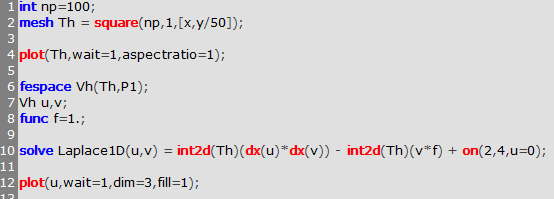 1 int np=100;
2 mesh Th = square(np,1,[x,y/50]);
3
4 plot(Th,wait=1,aspectratio=1);
5
6 fespace Vh(Th,P1);
7 Vh u,v;
8 func f=1.;
9
10 solve Laplace1D(u,v) = int2d(Th)(dx(u)*dx(v)) - int2d(Th)(v*f) + on(2,4,u=0);
11
12 plot(u,wait=1,dim=3,fill=1);
13